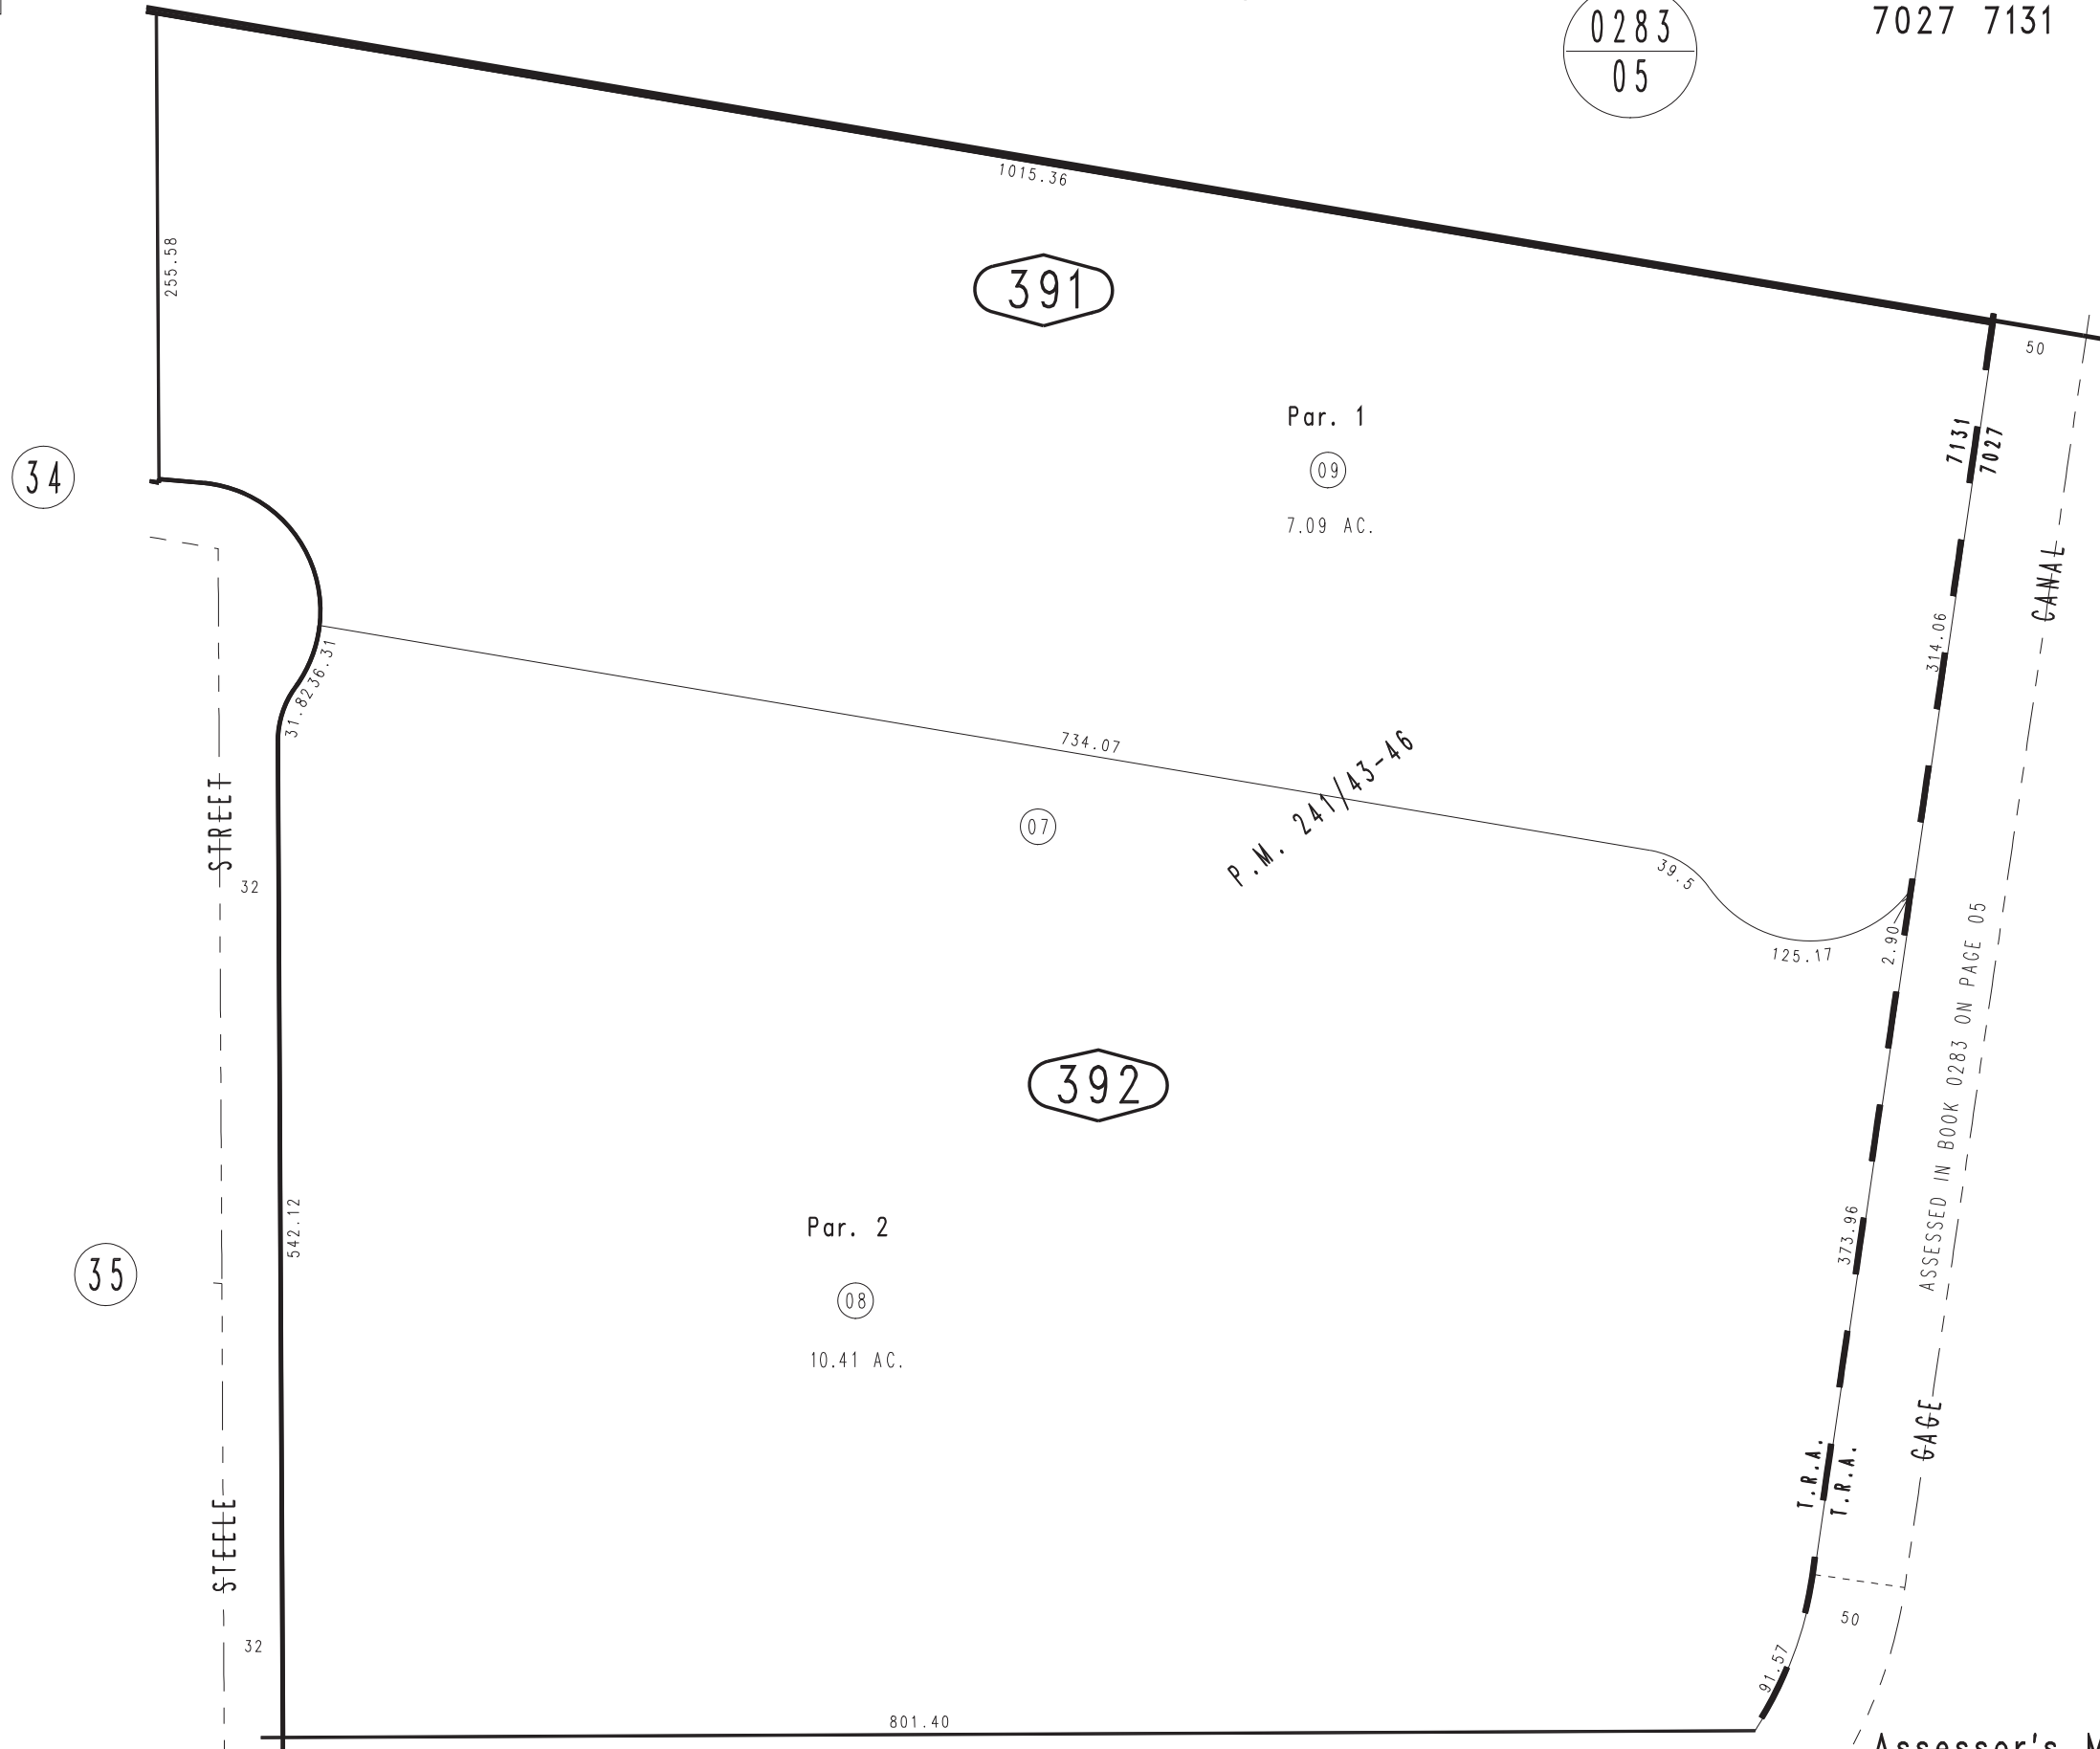 0283
05
7027 7131
1015.36
255.58
391
50
Par. 1
09
7.09 AC.
7131
7027
34
CANAL
314.06
36.31
31.82
734.07
P.M. 241/43-46
STREET
07
32
39.5
125.17
2.90
ASSESSED IN BOOK 0283 ON PAGE 05
392
542.12
Par. 2
373.96
35
08
10.41 AC.
GAGE
T.R.A.
T.R.A.
STEELE
50
32
91.57
801.40
Assessor's M